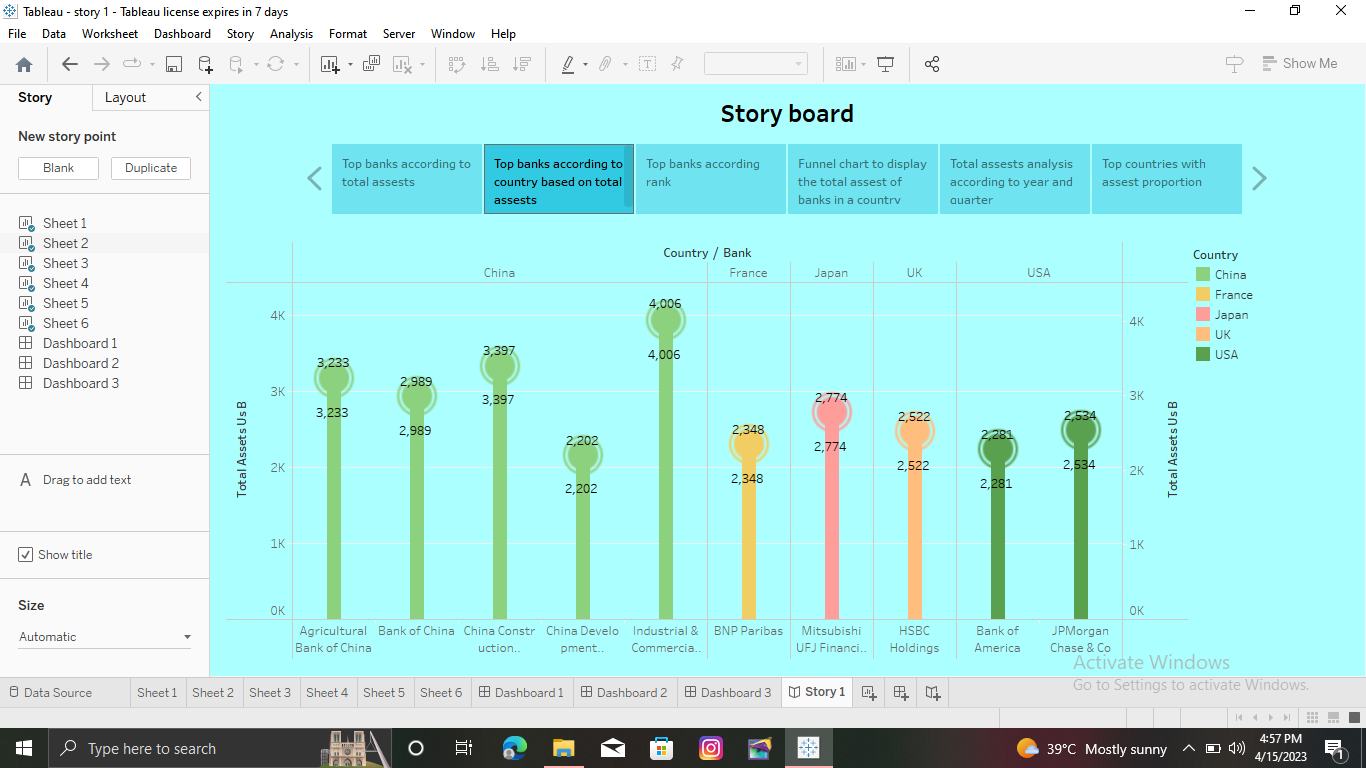 Tableau - story 1 - Tableau license expires in 7 days
File Data Worksheet Dashboard Story Analysis Format Server Window Help
Show Me
Story Layout
New story point
Blank Duplicate
Sheet 1
Sheet 2
Sheet 3
Sheet 4
Sheet 5
Sheet 6
Dashboard 1
Dashboard 2
Dashboard 3
A Drag to add text
Show title
Size
Automatic
Story board
Top banks according to
total assests
Top banks according to
country based on total
assests
Top banks according
rank
Funnel chart to display
the total assest of
banks in a country
Total assests analysis
according to year and
quarter
Top countries with
assest proportion
Country / Bank
China France Japan UK USA
Total Assets Us B
4K
3K
2K
1K
0K
3,233
3,233
2,989
2,989
3,397
3,397
2,202
2,202
4,006
4,006
2,348
2,348
2,774
2,774
2,522
2,522
2,281
2,281
2,534
2,534
4K
3K
2K
1K
0K
Total Assets Us B
Agricultural
Bank of China
Bank of China
China Constr
uction..
China Develo
pment..
Industrial &
Commercia..
BNP Paribas
Mitsubishi
UFJ Financi..
HSBC
Holdings
Bank of
America
JPMorgan
Chase & Co
Country
China
France
Japan
UK
USA
Activate Windows
Go to Settings to activate Windows.
Data Source Sheet 1 Sheet 2 Sheet 3 Sheet 4 Sheet 5 Sheet 6 Dashboard 1 Dashboard 2 Dashboard 3 Story 1
Type here to search
39°C Mostly sunny
4:57 PM
4/15/2023
1